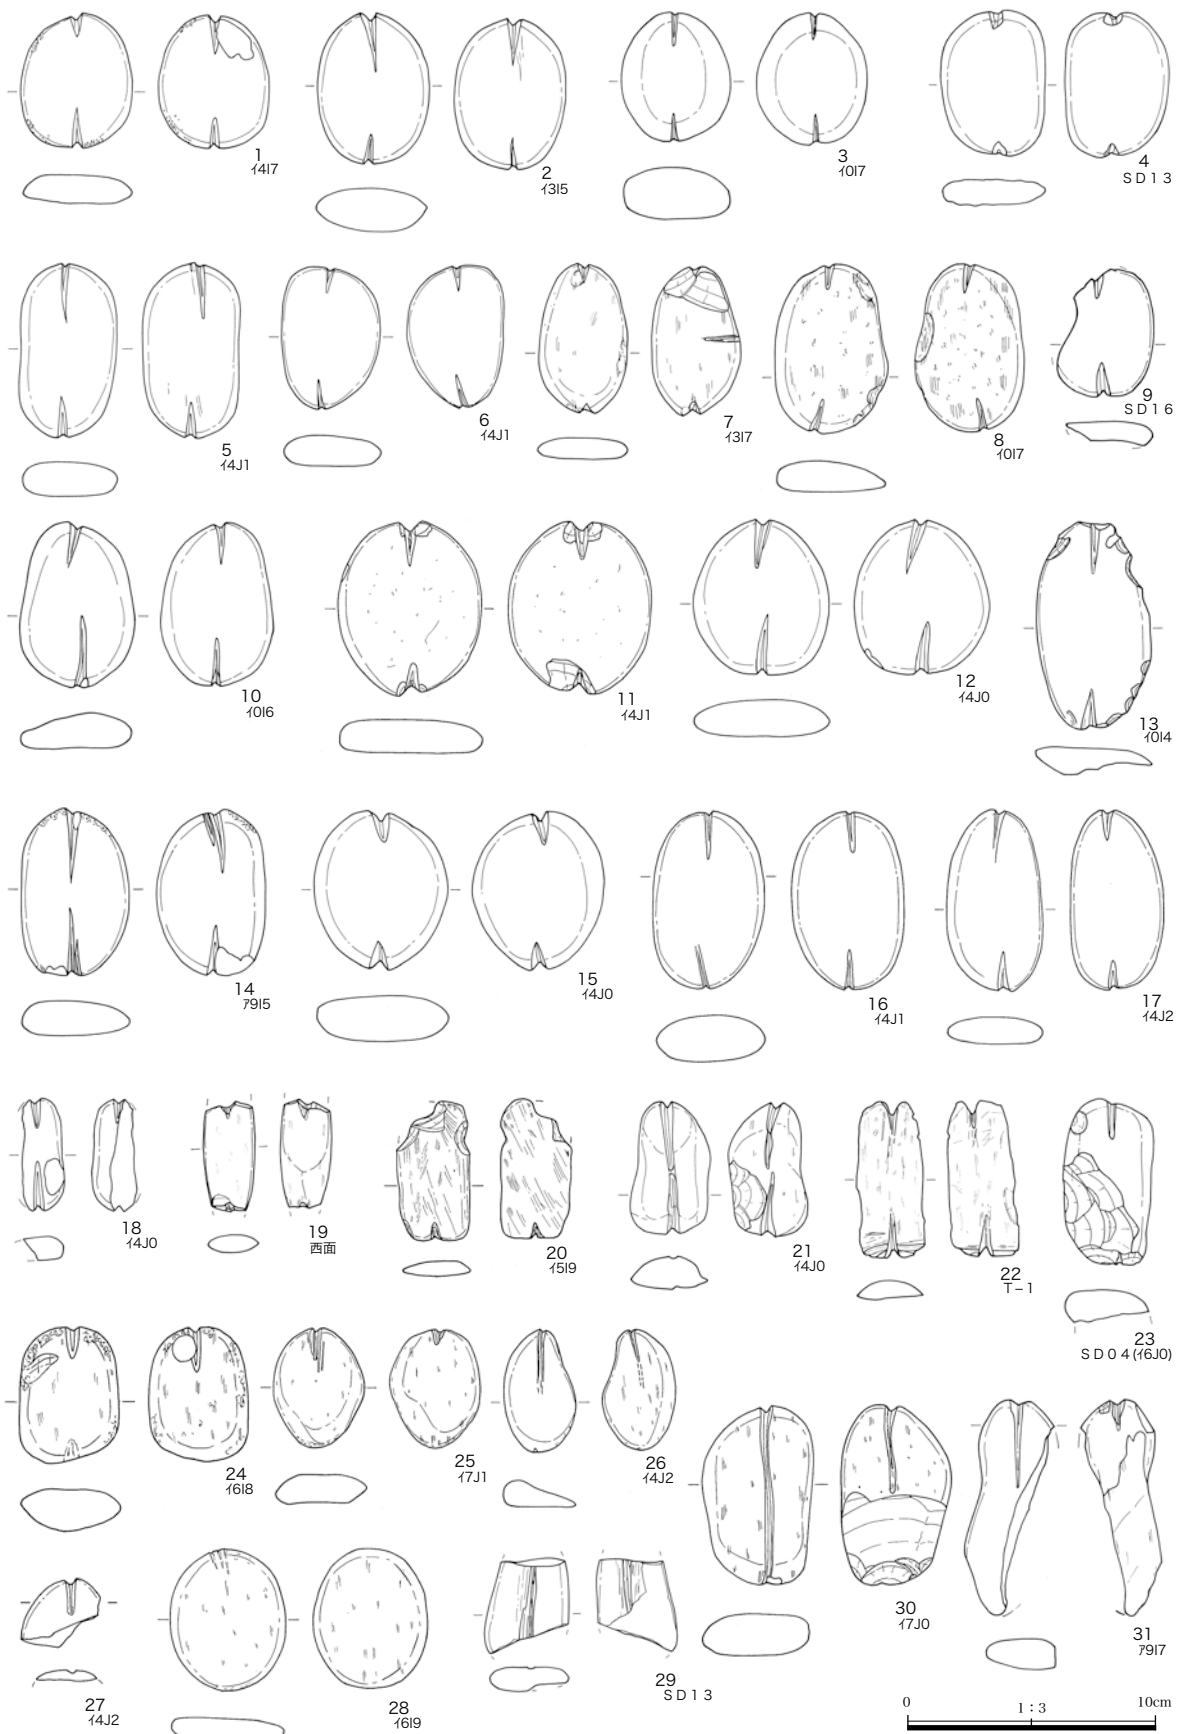 1
ｲ4I7
2
ｲ3I5
3
ｲ0I7
4
ＳＤ１３
5
ｲ4J1
6
ｲ4J1
7
ｲ3I7
8
ｲ0I7
9
ＳＤ１６
10
ｲ0I6
11
ｲ4J1
12
ｲ4J0
13
ｲ0I4
14
ｱ9I5
15
ｲ4J0
16
ｲ4J1
17
ｲ4J2
18
ｲ4J0
19
西面
20
ｲ5I9
21
ｲ4J0
22
Ｔ−１
23
ＳＤ０４(ｲ6J0)
24
ｲ6I8
25
ｲ7J1
26
ｲ4J2
27
ｲ4J2
28
ｲ6I9
29
ＳＤ１３
30
ｲ7J0
31
ｱ9I7
0 1：3 10cm